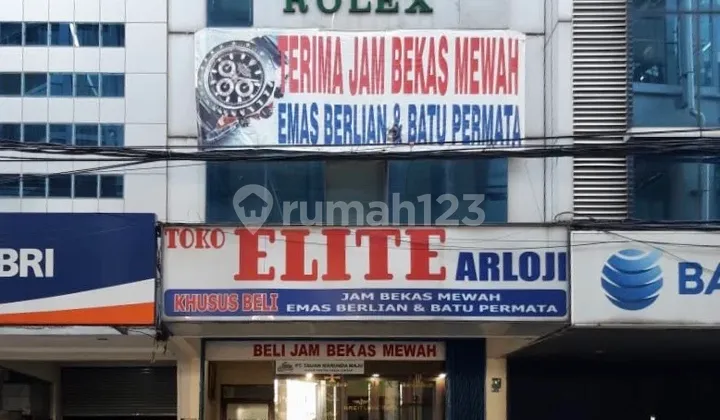 ROLEX
TERIMA JAM BEKAS MEWAH
EMAS BERLIAN & BATU PERMATA
rumah123
BRI
TOKO ELITE ARLOJI
KHUSUS BELI
JAM BEKAS MEWAH
EMAS BERLIAN & BATU PERMATA
BA
BELI JAM BEKAS MEWAH